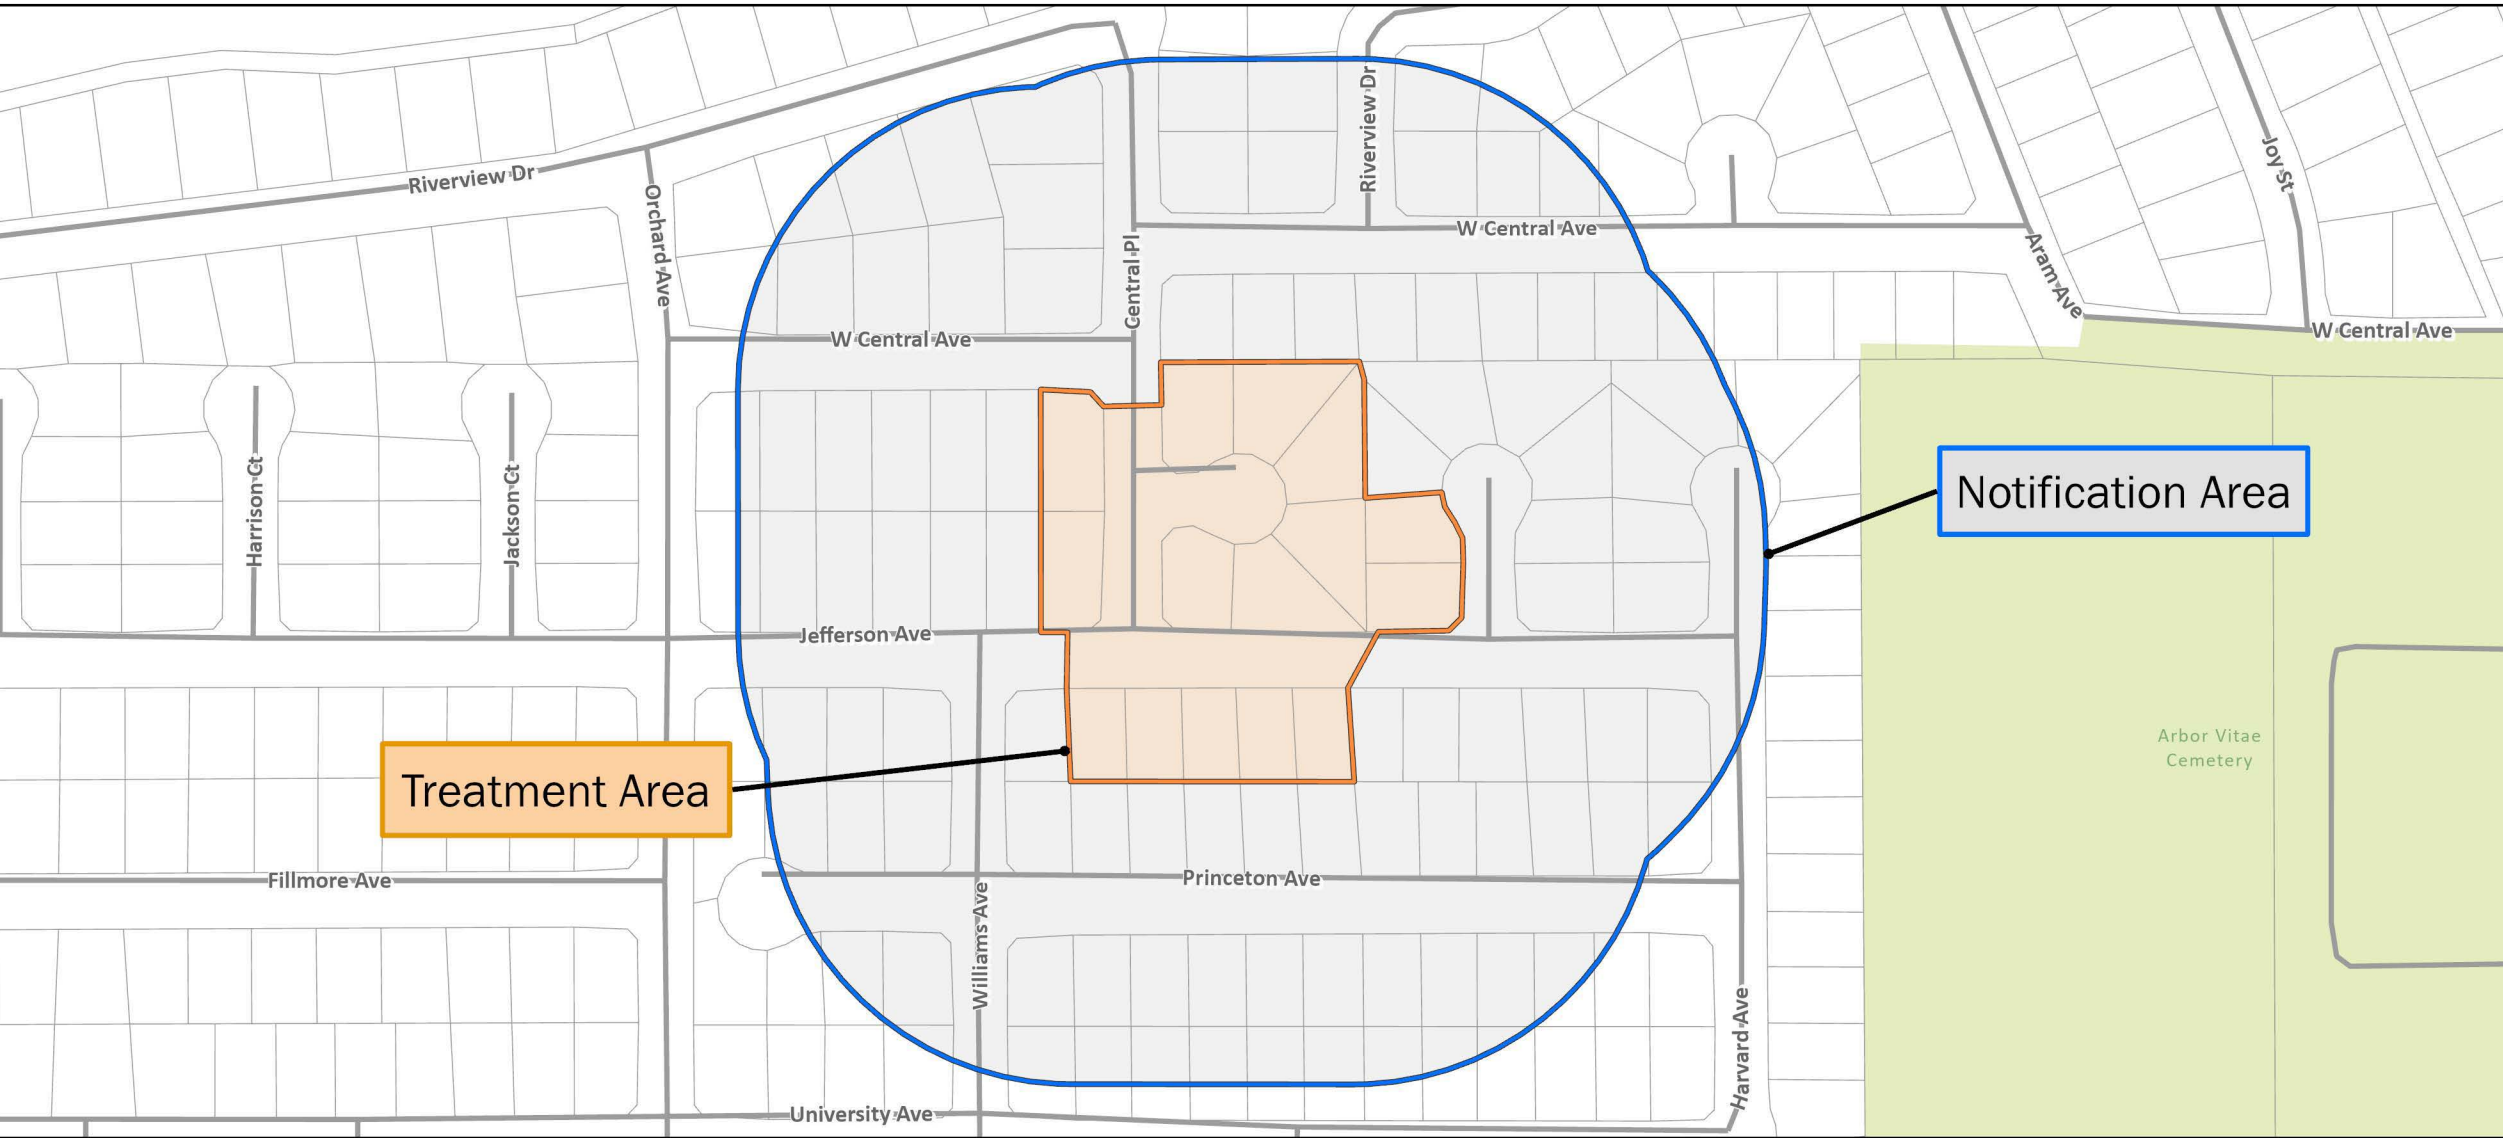 Riverview Dr
Riverview Dr
Joy St
Orchard Ave
W Central Ave
Central Pl
Aram Ave
W Central Ave
W Central Ave
Harrison Ct
Jackson Ct
Notification Area
Jefferson Ave
Arbor Vitae
Cemetery
Treatment Area
Fillmore Ave
Princeton Ave
Williams Ave
Harvard Ave
University Ave